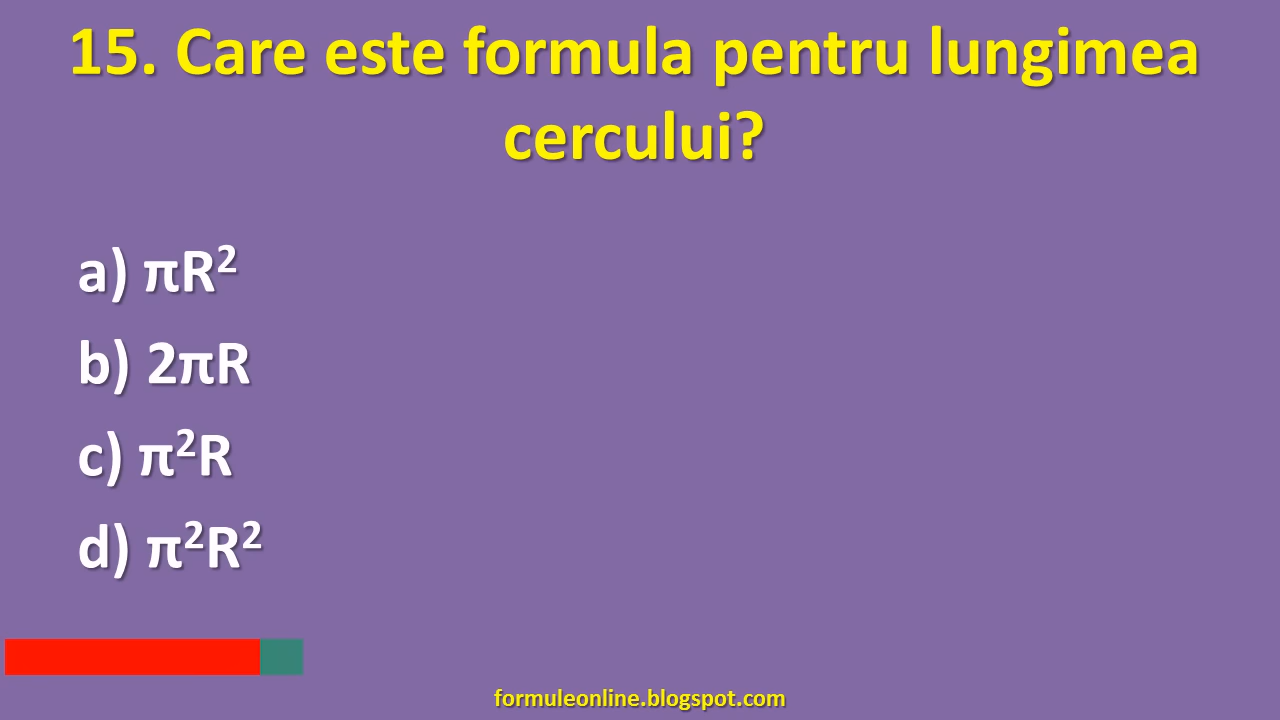 15. Care este formula pentru lungimea
cercului?
a) πR²
b) 2πR
c) π²R
d) π²R²
formuleonline.blogspot.com